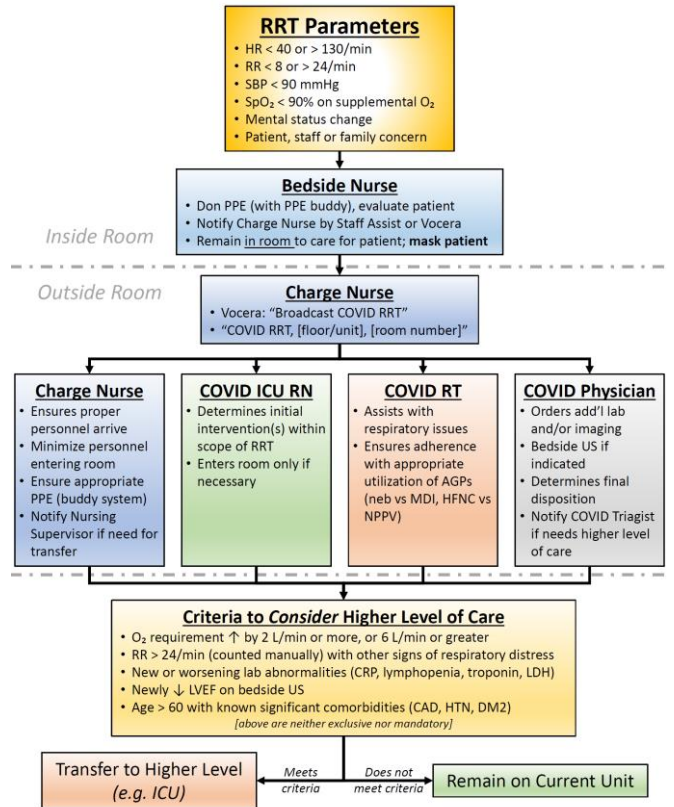 RRT Parameters
• HR < 40 or > 130/min
• RR < 8 or > 24/min
• SBP < 90 mmHg
• SpO₂ < 90% on supplemental O₂
• Mental status change
• Patient, staff or family concern
Bedside Nurse
• Don PPE (with PPE buddy), evaluate patient
• Notify Charge Nurse by Staff Assist or Vocera
• Remain in room to care for patient; mask patient
Inside Room
Outside Room
Charge Nurse
• Vocera: “Broadcast COVID RRT”
• “COVID RRT, [floor/unit], [room number]”
Charge Nurse
• Ensures proper
personnel arrive
• Minimize personnel
entering room
• Ensure appropriate
PPE (buddy system)
• Notify Nursing
Supervisor if need for
transfer
COVID ICU RN
• Determines initial
intervention(s) within
scope of RRT
• Enters room only if
necessary
COVID RT
• Assists with
respiratory issues
• Ensures adherence
with appropriate
utilization of AGPs
(neb vs MDI, HFNC vs
NPPV)
COVID Physician
• Orders add’l lab
and/or imaging
• Bedside US if
indicated
• Determines final
disposition
• Notify COVID Triagist
if needs higher level
of care
Criteria to Consider Higher Level of Care
• O₂ requirement ↑ by 2 L/min or more, or 6 L/min or greater
• RR > 24/min (counted manually) with other signs of respiratory distress
• New or worsening lab abnormalities (CRP, lymphopenia, troponin, LDH)
• Newly ↓ LVEF on bedside US
• Age > 60 with known significant comorbidities (CAD, HTN, DM2)
[above are neither exclusive nor mandatory]
Transfer to Higher Level
(e.g. ICU)
Meets
criteria
Does not
meet criteria
Remain on Current Unit